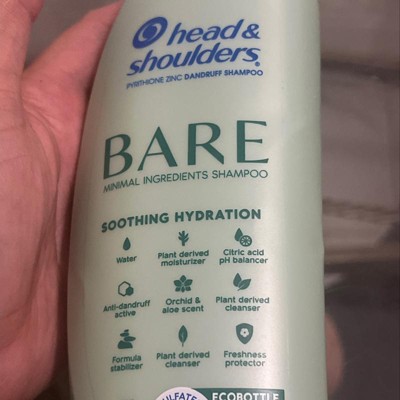 head &
shoulders®
PYRITHIONE ZINC DANDRUFF SHAMPOO
BARE
MINIMAL INGREDIENTS SHAMPOO
SOOTHING HYDRATION
Water
Plant derived
moisturizer
Citric acid
pH balancer
Anti-dandruff
active
Orchid &
aloe scent
Plant derived
cleanser
Formula
stabilizer
Plant derived
cleanser
Freshness
protector
ECOBOTTLE